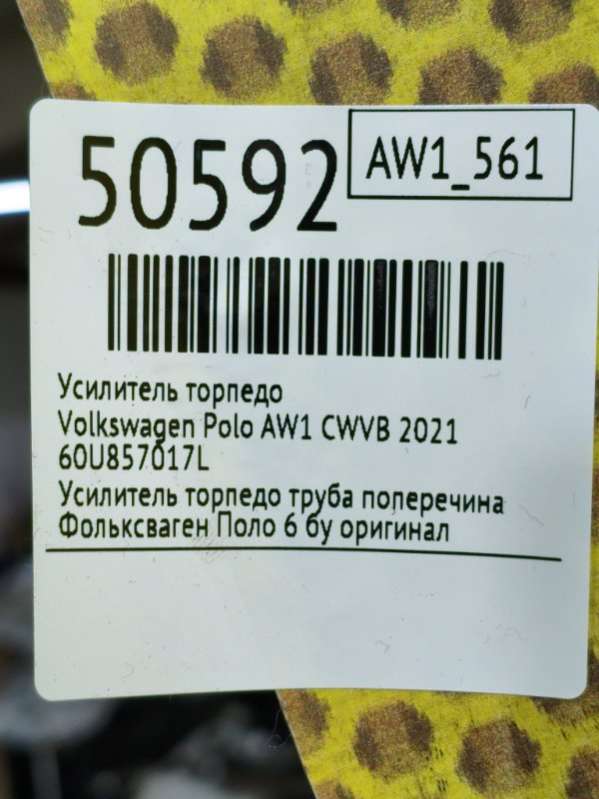 50592
AW1_561
Усилитель торпедо
Volkswagen Polo AW1 CWVB 2021
60U857017L
Усилитель торпедо труба поперечина
Фольксваген Поло 6 бу оригинал